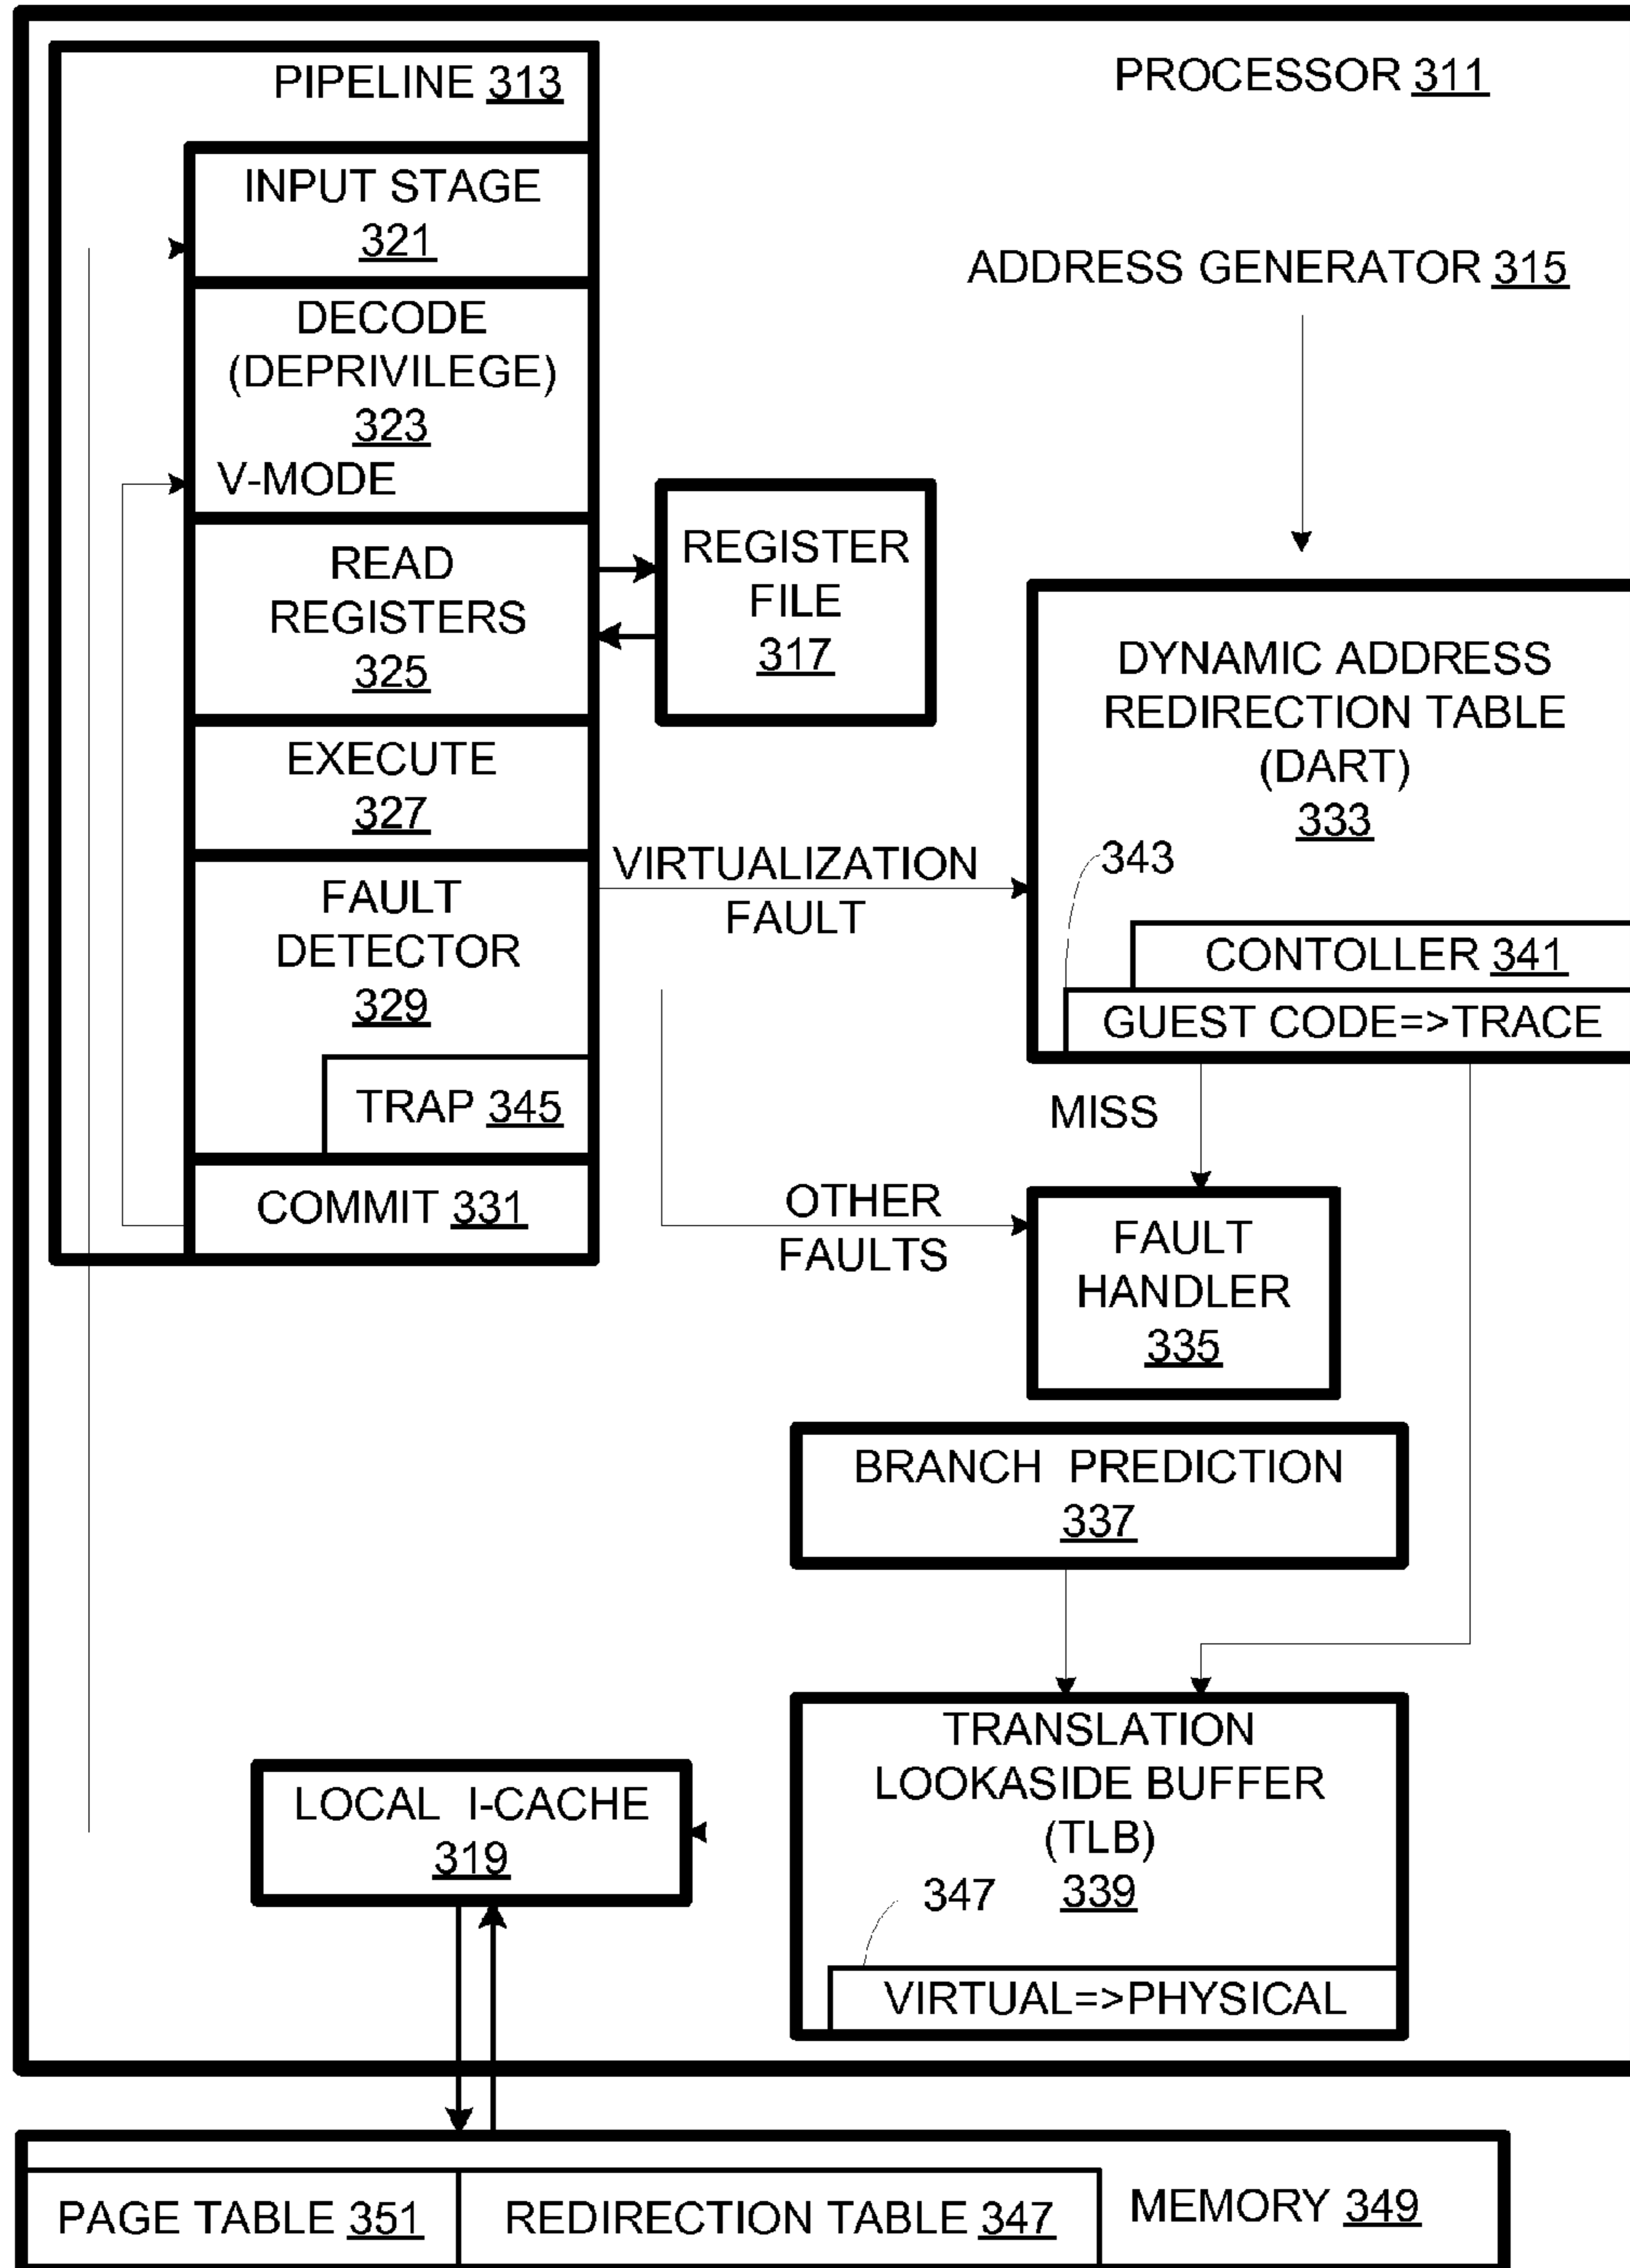 PIPELINE 313
PROCESSOR 311
INPUT STAGE
321
ADDRESS GENERATOR 315
DECODE
(DEPRIVILEGE)
323
V-MODE
READ
REGISTERS
325
REGISTER
FILE
317
DYNAMIC ADDRESS
REDIRECTION TABLE
(DART)
333
343
CONTOLLER 341
GUEST CODE=>TRACE
EXECUTE
327
VIRTUALIZATION
FAULT
FAULT
DETECTOR
329
TRAP 345
MISS
COMMIT 331
OTHER
FAULTS
FAULT
HANDLER
335
BRANCH PREDICTION
337
TRANSLATION
LOOKASIDE BUFFER
(TLB)
339
347
VIRTUAL=>PHYSICAL
LOCAL I-CACHE
319
PAGE TABLE 351
REDIRECTION TABLE 347
MEMORY 349